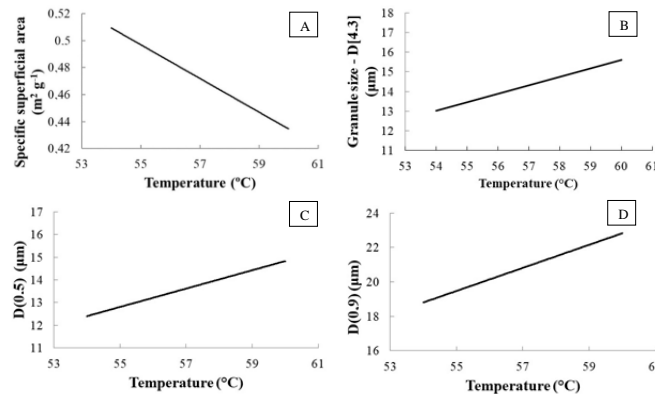 A
Specific superficial area
(m² g⁻¹)
0.52
0.5
0.48
0.46
0.44
0.42
53 55 57 59 61
Temperature (°C)
B
Granule size - D[4.3]
(µm)
18
17
16
15
14
13
12
11
53 54 55 56 57 58 59 60 61
Temperature (°C)
C
D(0.5) (µm)
17
16
15
14
13
12
11
53 55 57 59 61
Temperature (°C)
D
D(0.9) (µm)
24
22
20
18
16
53 55 57 59 61
Temperature (°C)